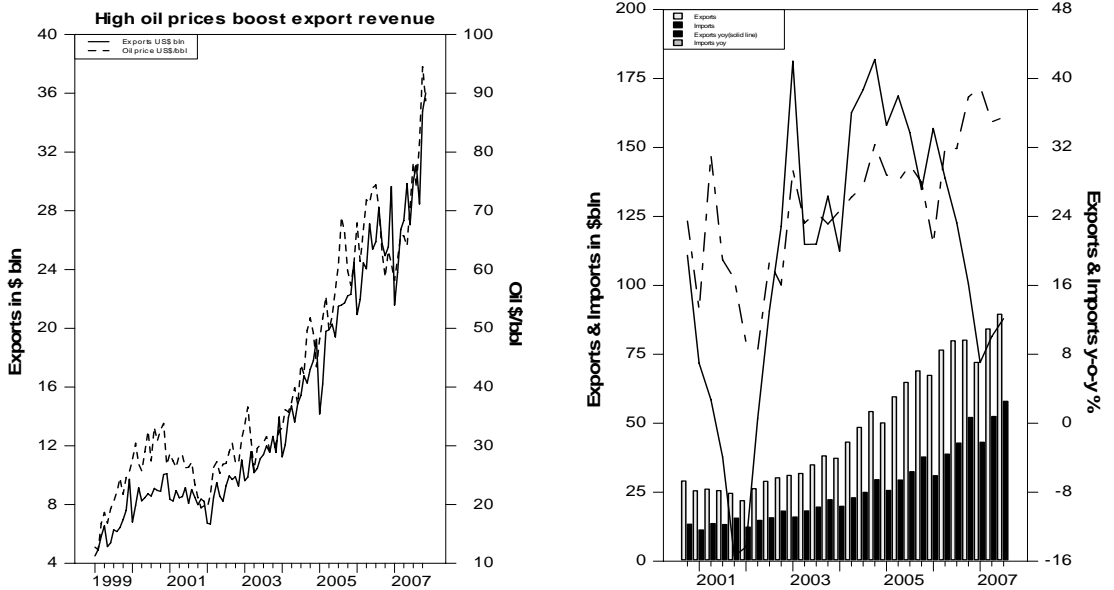 High oil prices boost export revenue
Exports US$ bln
Oil price US$/bbl
Exports in $ bln
40
36
32
28
24
20
16
12
8
4
100
90
80
70
60
50
40
30
20
10
Oil $/bbl
1999 2001 2003 2005 2007
Exports
Imports
Exports yoy(solid line)
Imports yoy
Exports & Imports in $bln
200
175
150
125
100
75
50
25
0
48
40
32
24
16
8
0
-8
-16
Exports & Imports y-o-y %
2001 2003 2005 2007